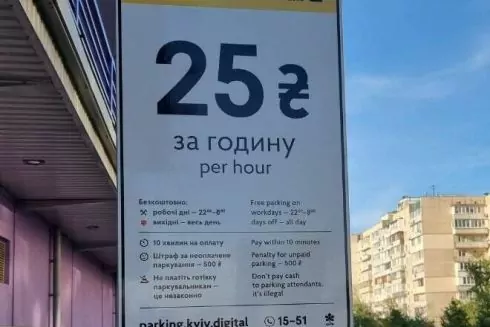 25 ₴
за годину
per hour
Безкоштовно:
робочі дні — 22⁰⁰–8⁰⁰
вихідні — весь день
Free parking on
workdays — 22⁰⁰–8⁰⁰
days off — all day
10 хвилин на оплату
Pay within 10 minutes
Штраф за неоплачене
паркування — 500 ₴
Penalty for unpaid
parking — 500 ₴
Не платіть готівку
паркувальникам —
це незаконно
Don't pay cash
to parking attendants,
it's illegal
parking.kyiv.digital
15–51